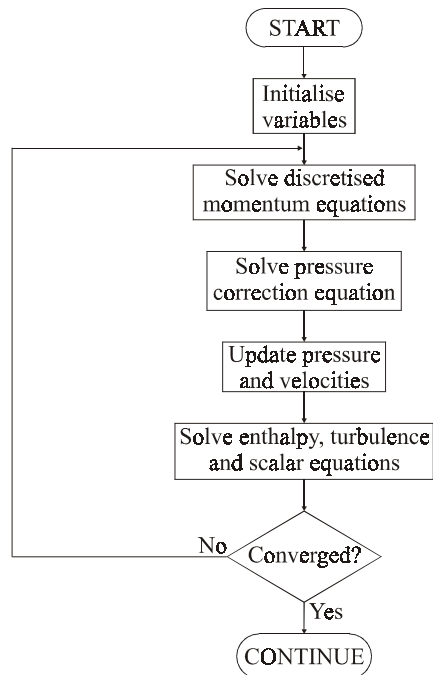 START
Initialise
variables
Solve discretised
momentum equations
Solve pressure
correction equation
Update pressure
and velocities
Solve enthalpy, turbulence
and scalar equations
No
Converged?
Yes
CONTINUE